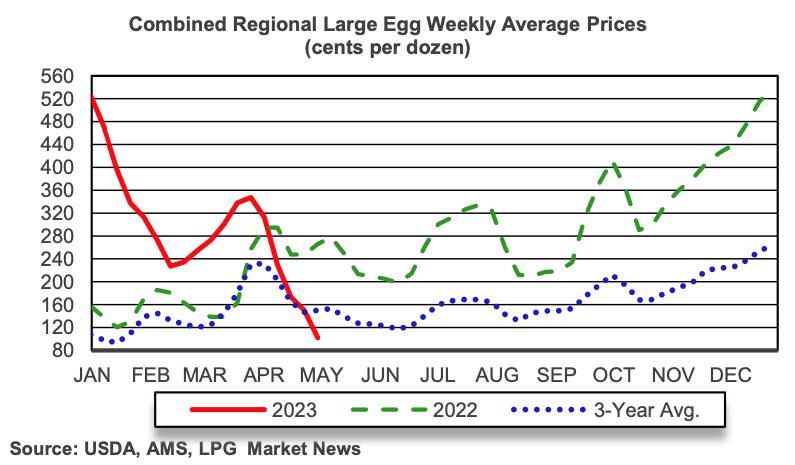 Combined Regional Large Egg Weekly Average Prices
(cents per dozen)
560
520
480
440
400
360
320
280
240
200
160
120
80
JAN FEB MAR APR MAY JUN JUL AUG SEP OCT NOV DEC
2023 2022 3-Year Avg.
Source: USDA, AMS, LPG Market News